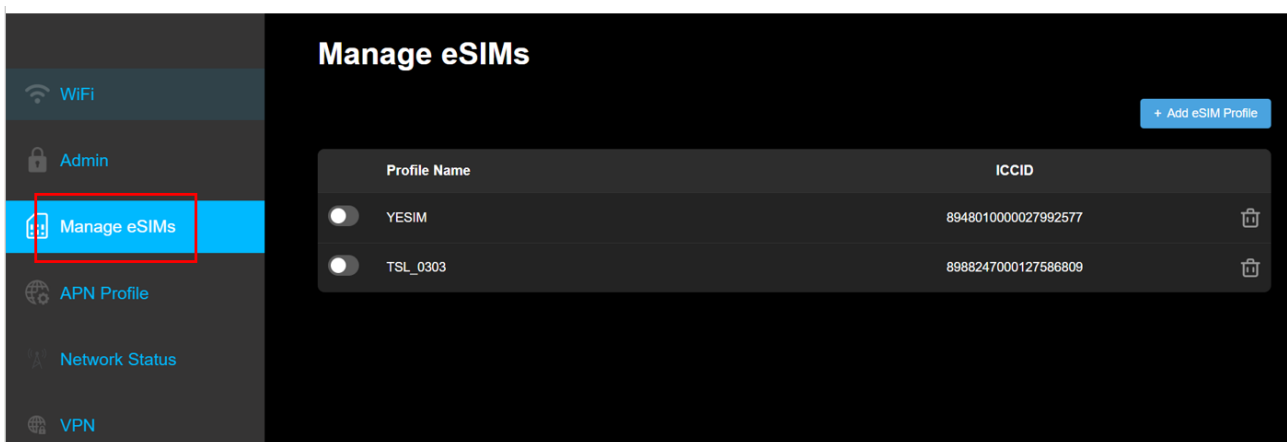 Manage eSIMs
WiFi
+ Add eSIM Profile
Admin
Profile Name ICCID
Manage eSIMs
YESIM 8948010000027992577
TSL_0303 8988247000127586809
APN Profile
Network Status
VPN